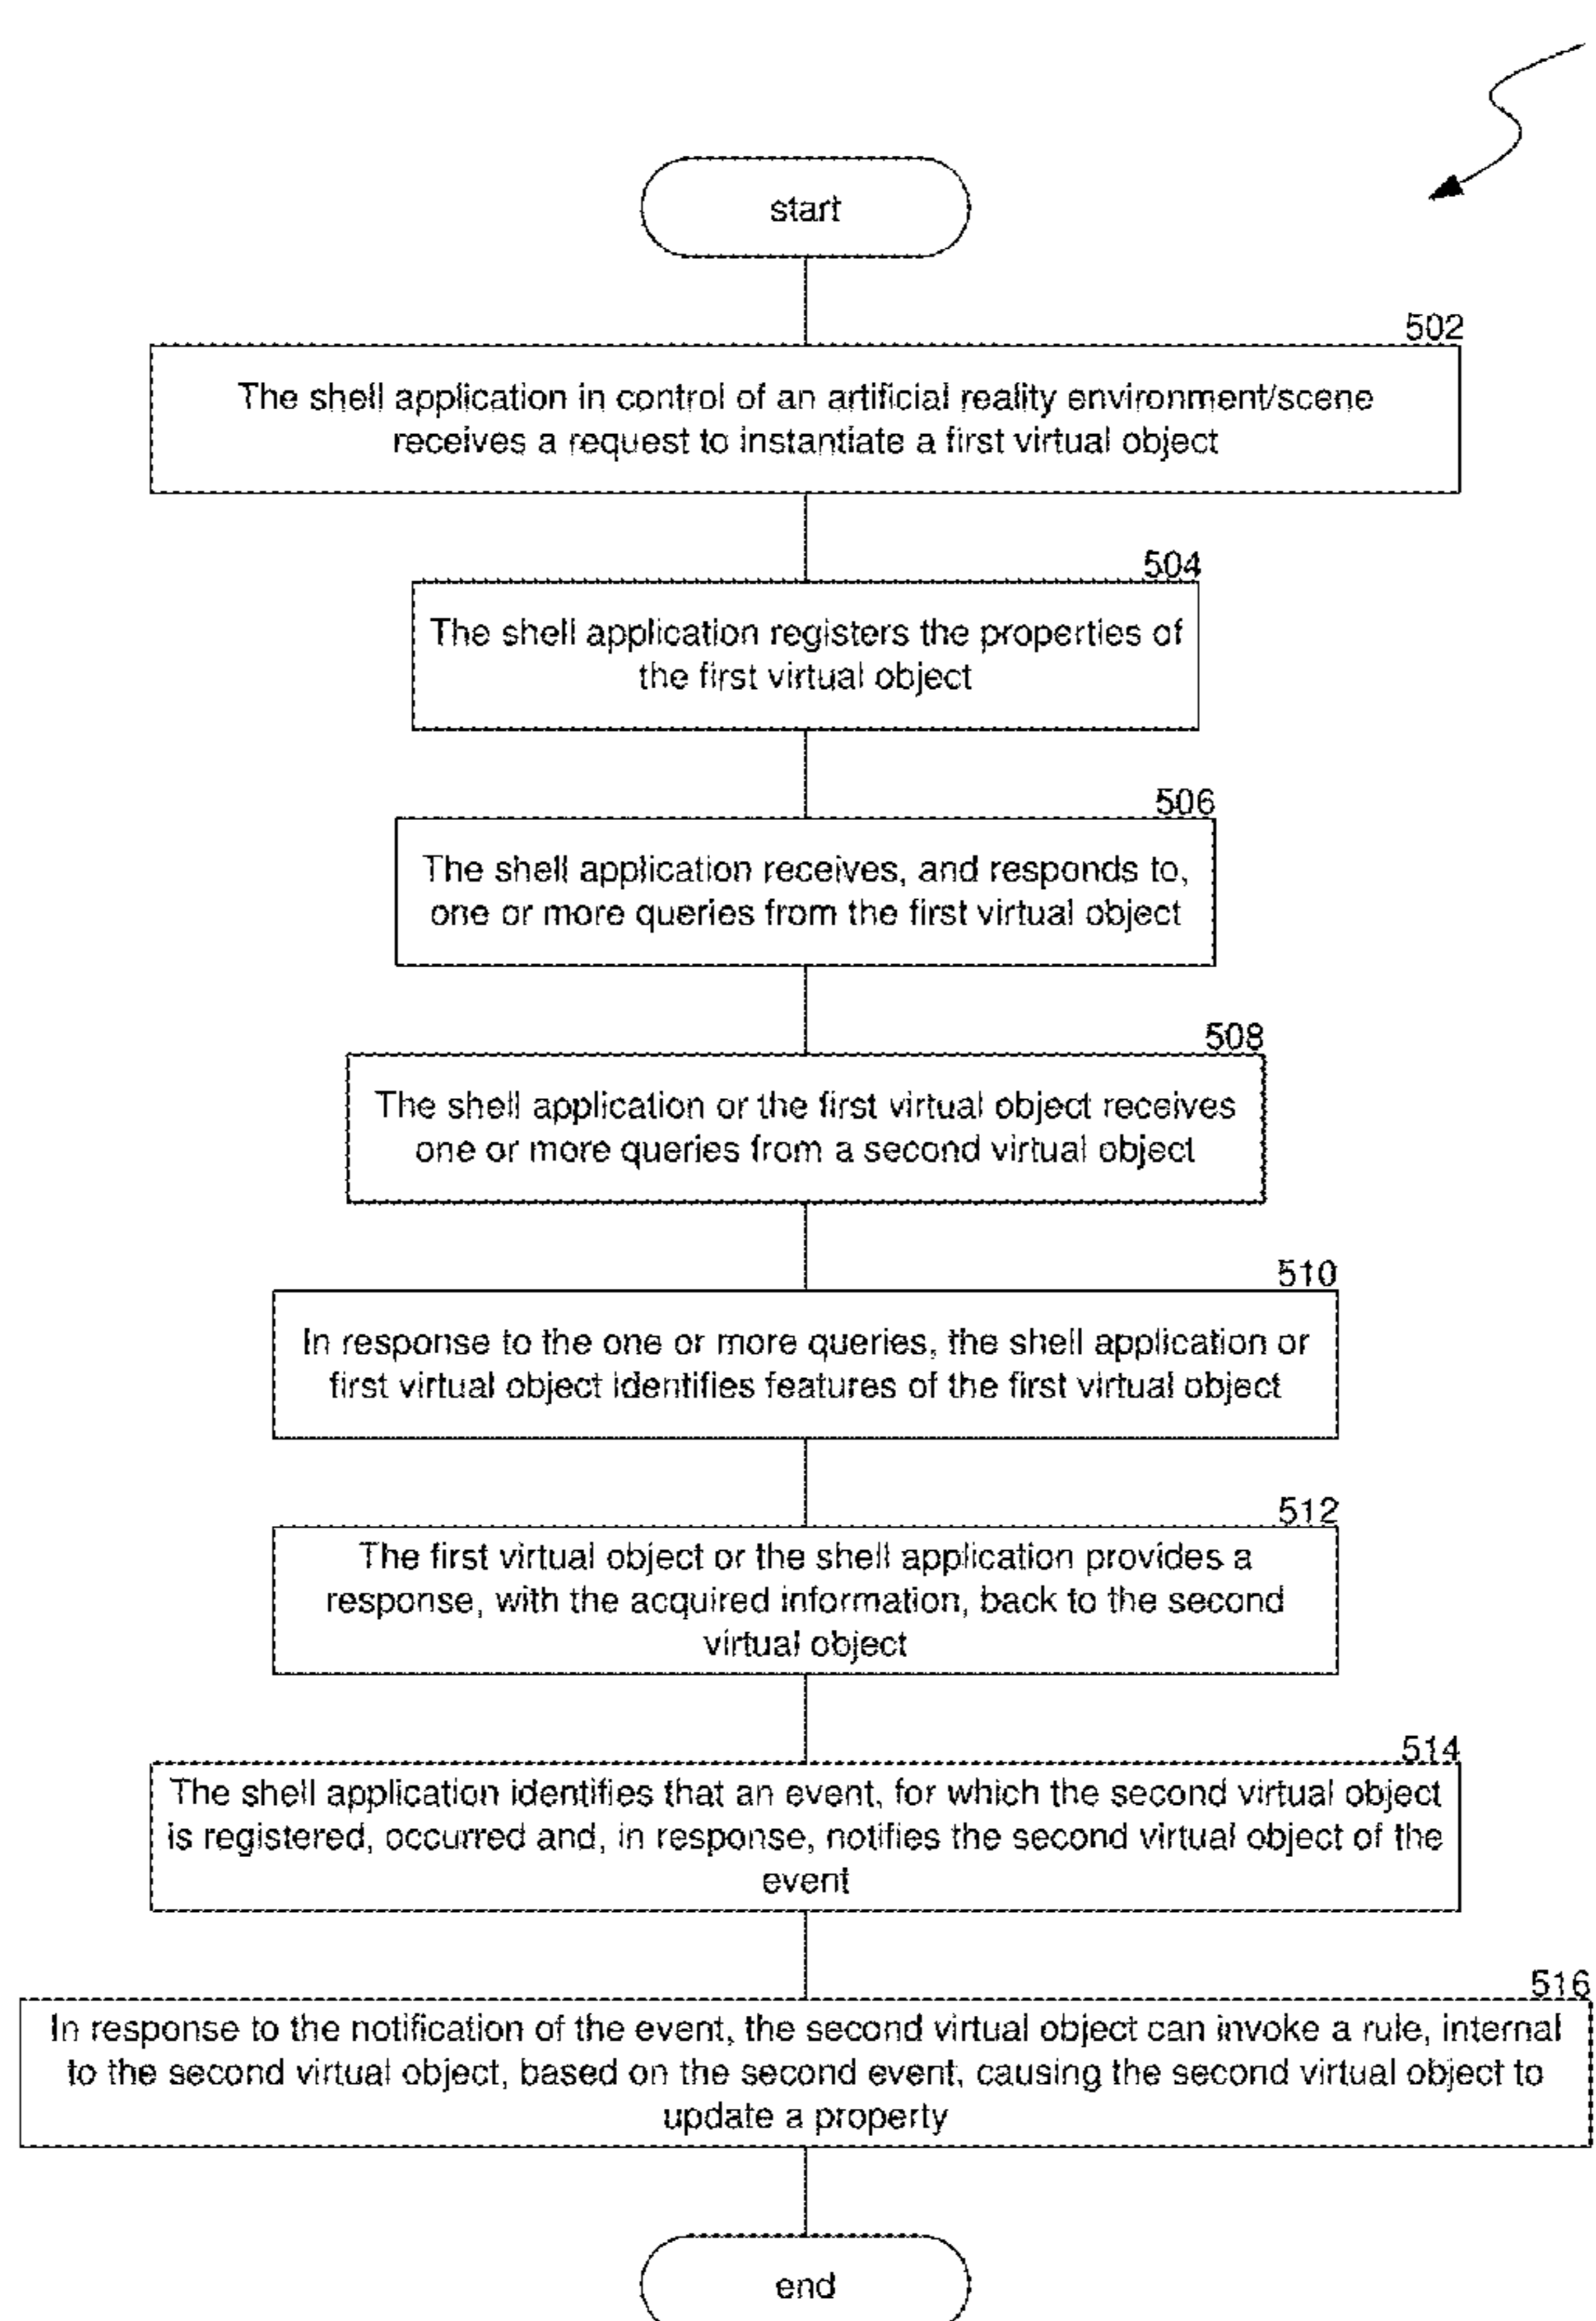 start
502
The shell application in control of an artificial reality environment/scene
receives a request to instantiate a first virtual object
504
The shell application registers the properties of
the first virtual object
506
The shell application receives, and responds to,
one or more queries from the first virtual object
508
The shell application or the first virtual object receives
one or more queries from a second virtual object
510
In response to the one or more queries, the shell application or
first virtual object identifies features of the first virtual object
512
The first virtual object or the shell application provides a
response, with the acquired information, back to the second
virtual object
514
The shell application identifies that an event, for which the second virtual object
is registered, occurred and, in response, notifies the second virtual object of the
event
516
In response to the notification of the event, the second virtual object can invoke a rule, internal
to the second virtual object, based on the second event, causing the second virtual object to
update a property
end